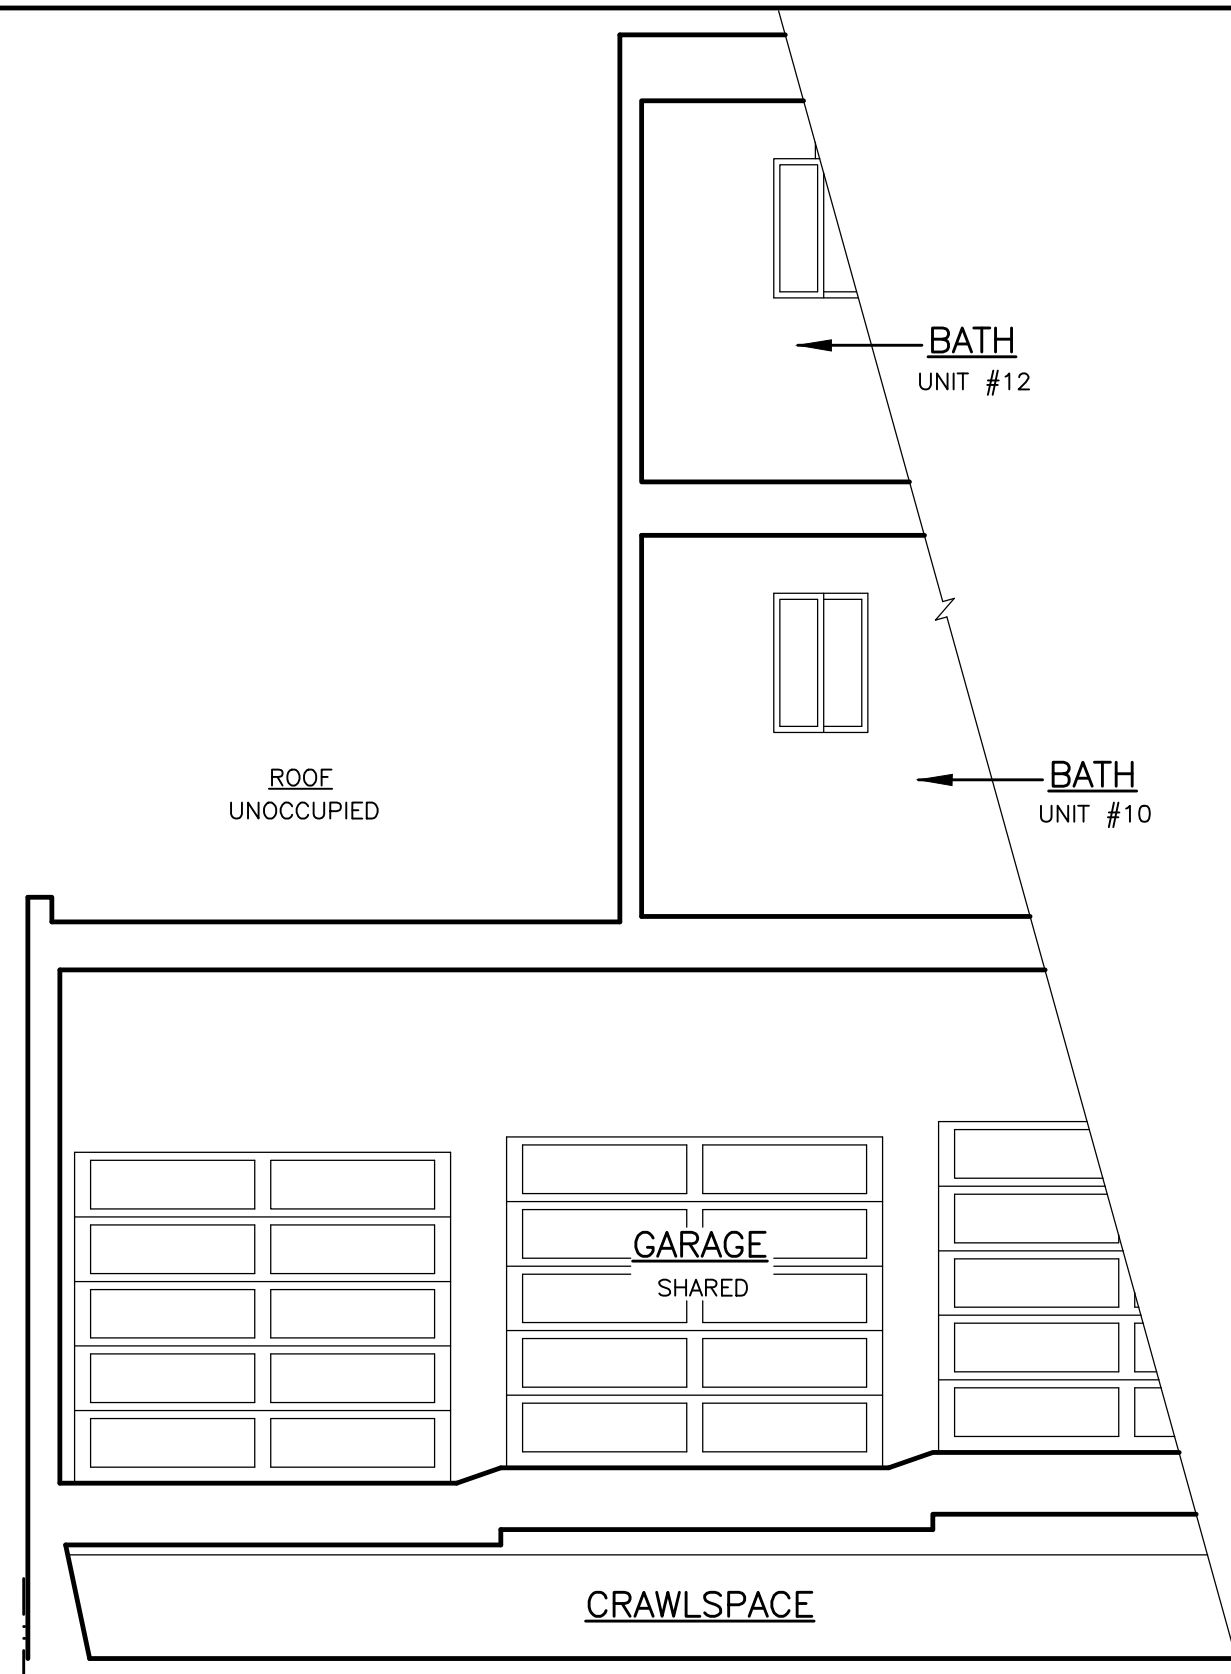 BATH
UNIT #12
BATH
UNIT #10
ROOF
UNOCCUPIED
GARAGE
SHARED
CRAWLSPACE